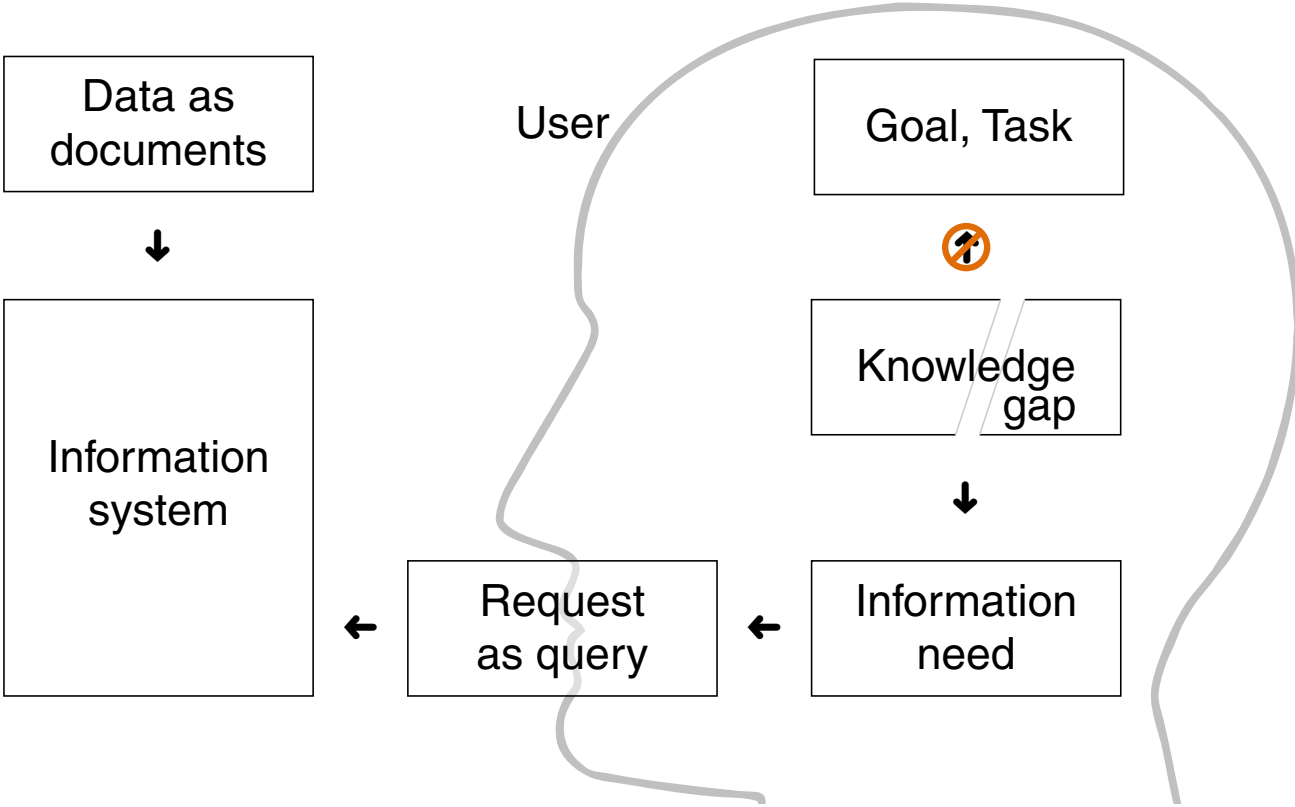 Data as
documents
User
Goal, Task
Knowledge
gap
Information
system
Request
as query
Information
need